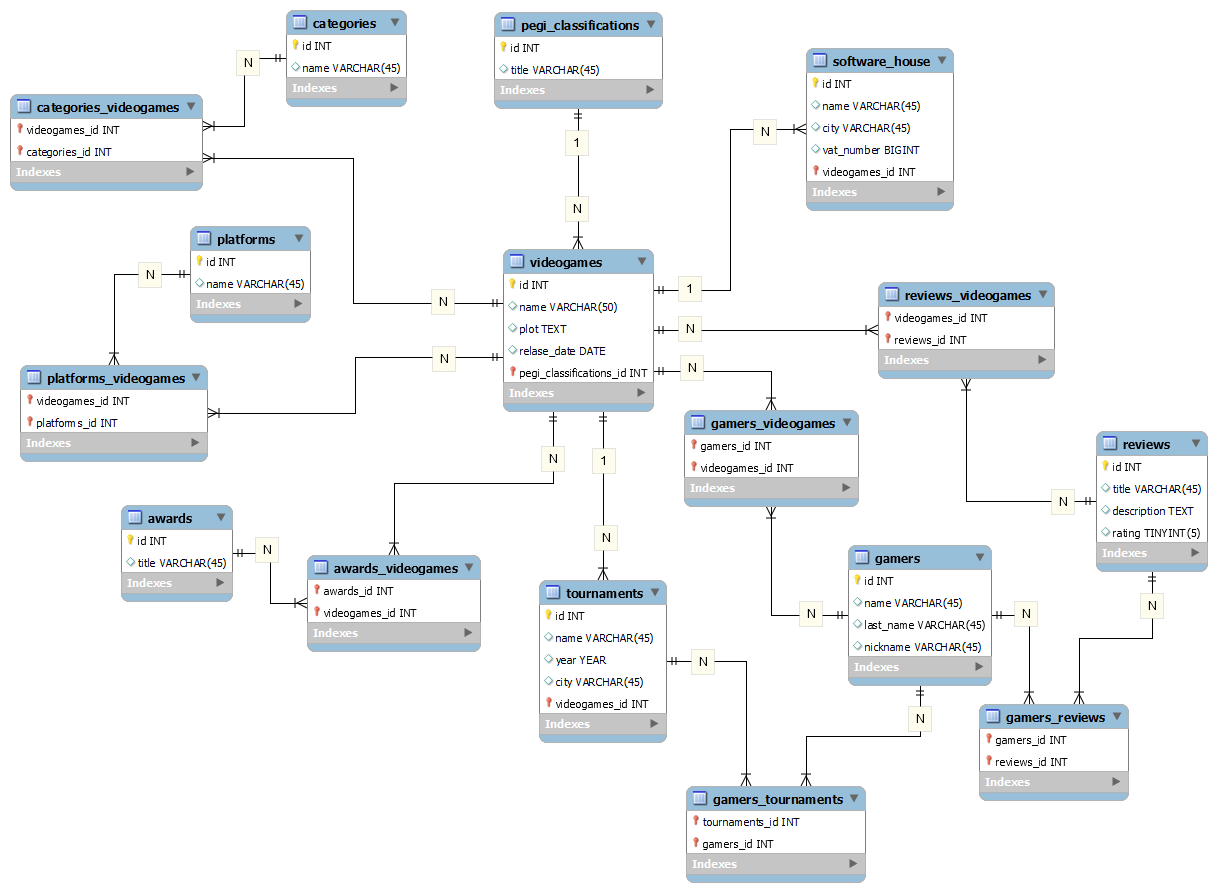 categories
id INT
name VARCHAR(45)
Indexes
N
pegi_classifications
id INT
title VARCHAR(45)
Indexes
1
N
software_house
id INT
name VARCHAR(45)
city VARCHAR(45)
vat_number BIGINT
videogames_id INT
Indexes
N
1
categories_videogames
videogames_id INT
categories_id INT
Indexes
N
platforms
id INT
name VARCHAR(45)
Indexes
N
videogames
id INT
name VARCHAR(50)
plot TEXT
relase_date DATE
pegi_classifications_id INT
Indexes
reviews_videogames
videogames_id INT
reviews_id INT
Indexes
N
N
platforms_videogames
videogames_id INT
platforms_id INT
Indexes
N
N
gamers_videogames
gamers_id INT
videogames_id INT
Indexes
N
reviews
id INT
title VARCHAR(45)
description TEXT
rating TINYINT(5)
Indexes
N
N
1
N
awards
id INT
title VARCHAR(45)
Indexes
N
awards_videogames
awards_id INT
videogames_id INT
Indexes
tournaments
id INT
name VARCHAR(45)
year YEAR
city VARCHAR(45)
videogames_id INT
Indexes
N
gamers
id INT
name VARCHAR(45)
last_name VARCHAR(45)
nickname VARCHAR(45)
Indexes
N
N
N
gamers_reviews
gamers_id INT
reviews_id INT
Indexes
gamers_tournaments
tournaments_id INT
gamers_id INT
Indexes